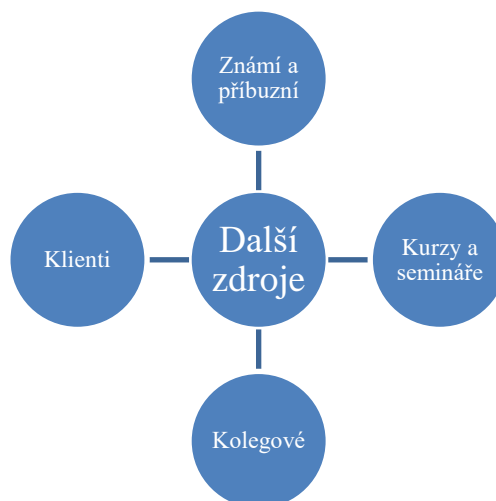 Známí a
příbuzní
Klienti
Další
zdroje
Kurzy a
semináře
Kolegové